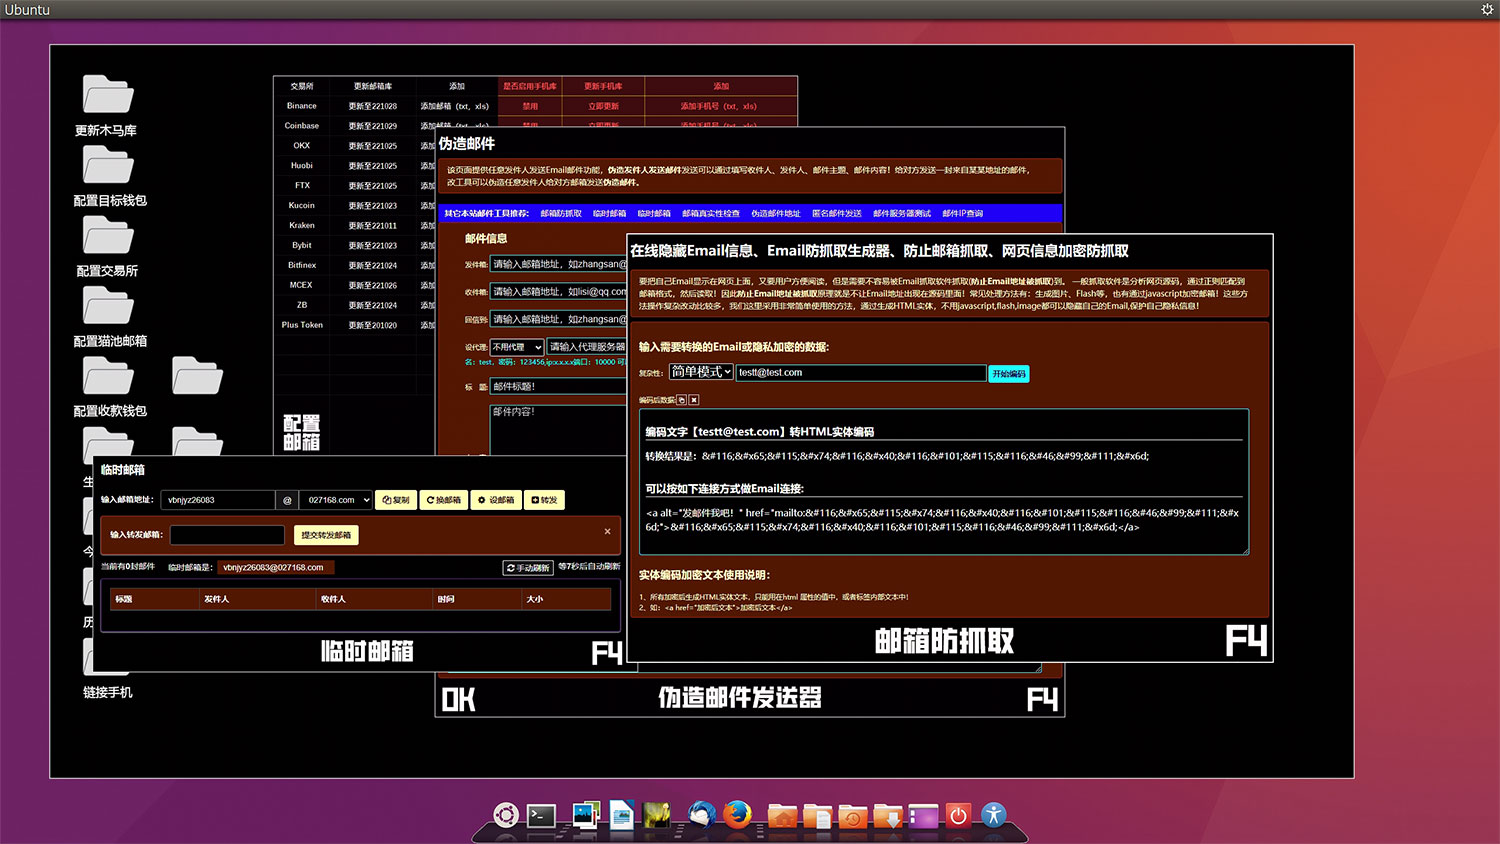 Ubuntu
更新木马库
配置目标钱包
配置交易所
配置猫池邮箱
配置收款钱包
链接手机
交易所 更新邮箱库 添加 是否启用手机库 更新手机库 添加
Binance 更新至221028 添加邮箱（txt，xls） 禁用 立即更新 添加手机号（txt，xls）
Coinbase 更新至221029 添加邮箱（txt，xls） 禁用 立即更新 添加手机号（txt，xls）
OKX 更新至221025 添加
Huobi 更新至221025 添加
FTX 更新至221025 添加
Kucoin 更新至221023 添加
Kraken 更新至221011 添加
Bybit 更新至221023 添加
Bitfinex 更新至221024 添加
MCEX 更新至221026 添加
ZB 更新至221024 添加
Plus Token 更新至201020 添加
配置
邮箱
伪造邮件
该页面提供任意发件人发送Email邮件功能，伪造发件人发送邮件发送可以通过填写收件人、发件人、邮件主题、邮件内容！给对方发送一封来自某某地址的邮件，
改工具可以伪造任意发件人给对方邮箱发送伪造邮件。
其它本站邮件工具推荐: 邮箱防抓取 临时邮箱 临时邮箱 邮箱真实性检查 伪造邮件地址 匿名邮件发送 邮件服务器测试 邮件IP查询
邮件信息
发件箱: 请输入邮箱地址，如zhangsan@
收件箱: 请输入邮箱地址，如lisi@qq.com
回信到: 请输入邮箱地址，如zhangsan@
设代理: 不用代理 请输入代理服务器
名：test，密码：123456,ip:x.x.x.x端口：10000 可
标 题: 邮件标题！
邮件内容！
OK 伪造邮件发送器 F4
在线隐藏Email信息、Email防抓取生成器、防止邮箱抓取、网页信息加密防抓取
要把自己Email显示在网页上面，又要用户方便阅读，但是需要不容易被Email抓取软件抓取(防止Email地址被抓取)到。 一般抓取软件是分析网页源码，通过正则匹配到
邮箱格式，然后读取！因此防止Email地址被抓取原理就是不让Email地址出现在源码里面！常见处理方法有：生成图片、Flash等，也有通过javascript加密邮箱！这些方
法操作复杂改动比较多，我们这里采用非常简单使用的方法，通过生成HTML实体，不用javascript,flash,image都可以隐藏自己的Email,保护自己隐私信息！
输入需要转换的Email或隐私加密的数据:
复杂性： 简单模式 testt@test.com 开始编码
编码后数据:
编码文字【testt@test.com】转HTML实体编码
转换结果是：&#116;&#x65;&#115;&#x74;&#116;&#x40;&#116;&#101;&#115;&#116;&#46;&#99;&#111;&#x6d;
可以按如下连接方式做Email连接:
<a alt="发邮件我吧！" href="mailto:&#116;&#x65;&#115;&#x74;&#116;&#x40;&#116;&#101;&#115;&#116;&#46;&#99;&#111;&#x
6d;">&#116;&#x65;&#115;&#x74;&#116;&#x40;&#116;&#101;&#115;&#116;&#46;&#99;&#111;&#x6d;</a>
实体编码加密文本使用说明：
1、所有加密后生成HTML实体文本，只能用在html 属性的值中，或者标签内部文本中！
2、如：<a href="加密后文本">加密后文本</a>
邮箱防抓取 F4
临时邮箱
输入邮箱地址： vbnjyz26083 @ 027168.com 复制 换邮箱 设邮箱 转发
输入转发邮箱: 提交转发邮箱 ×
当前有0封邮件 临时邮箱是： vbnjyz26083@027168.com 手动刷新 等7秒后自动刷新
标题 发件人 收件人 时间 大小
临时邮箱 F4